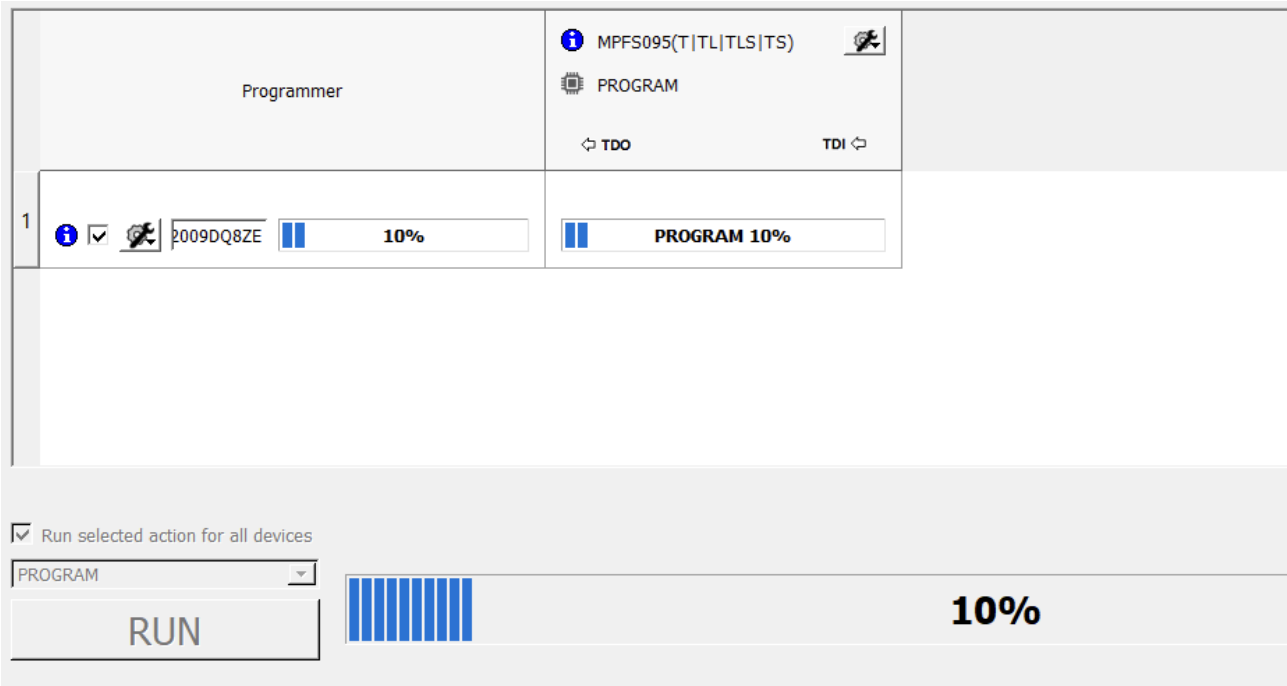 Programmer
MPFS095(T|TL|TLS|TS)
PROGRAM
TDO TDI
1
2009DQ8ZE 10% PROGRAM 10%
Run selected action for all devices
PROGRAM
RUN
10%